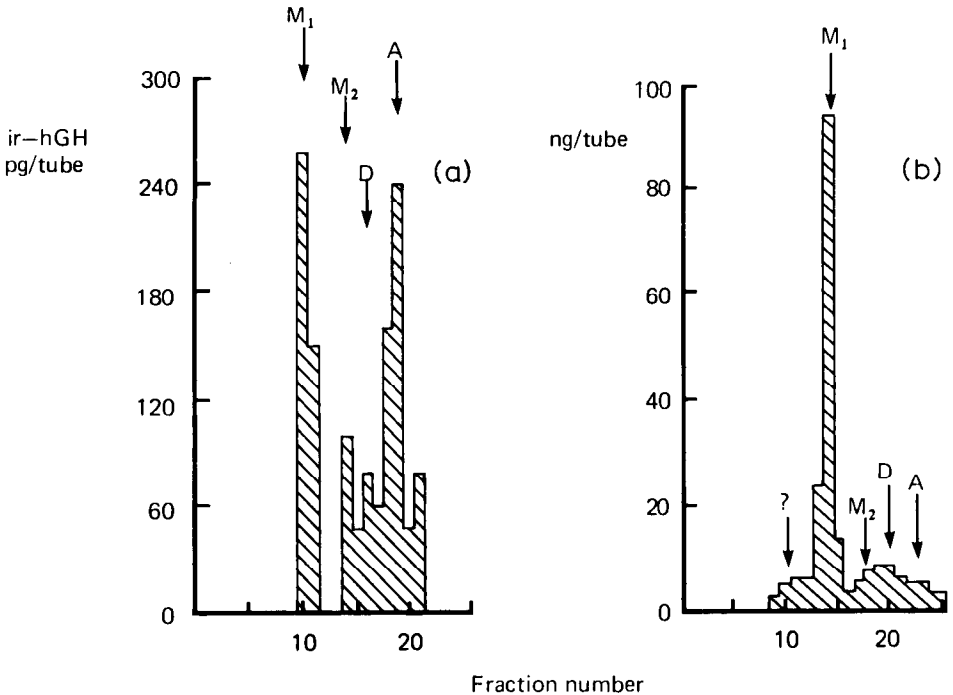 ir–hGH
pg/tube
300
240
180
120
60
0
10
20
M₁
M₂
D
A
(a)
ng/tube
100
80
60
40
20
0
10
20
?
M₁
M₂
D
A
(b)
Fraction number